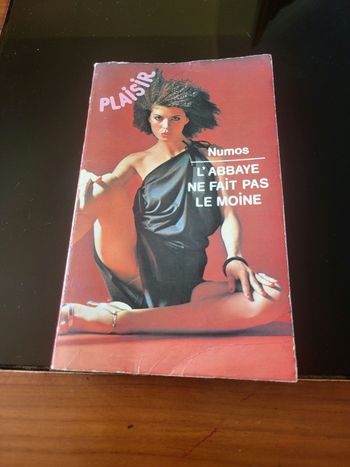 PLAiSiR
Numos
L'ABBAYE
NE FAiT PAS
LE MOiNE